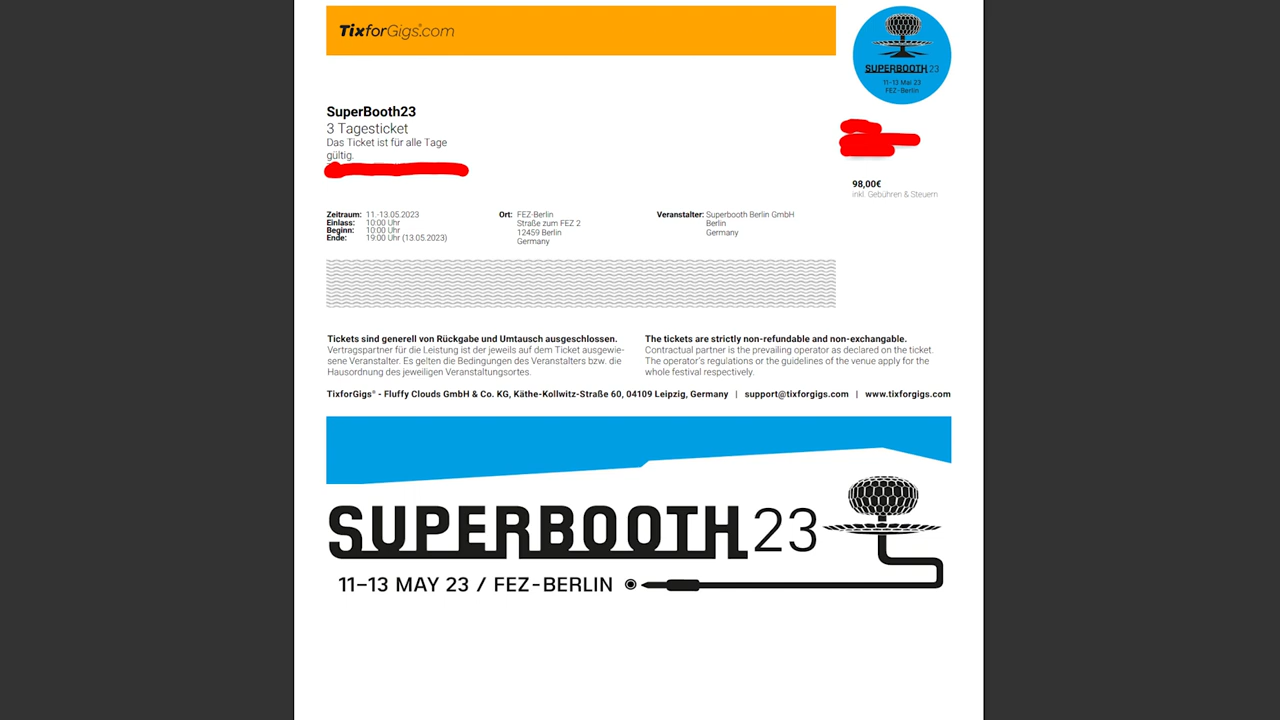 TixforGigs®.com
SUPERBOOTH 23
11-13 Mai 23
FEZ-Berlin
SuperBooth23
3 Tagesticket
Das Ticket ist für alle Tage
gültig.
98,00€
inkl. Gebühren & Steuern
Zeitraum: 11.-13.05.2023
Einlass: 10:00 Uhr
Beginn: 10:00 Uhr
Ende: 19:00 Uhr (13.05.2023)
Ort: FEZ-Berlin
Straße zum FEZ 2
12459 Berlin
Germany
Veranstalter: Superbooth Berlin GmbH
Berlin
Germany
Tickets sind generell von Rückgabe und Umtausch ausgeschlossen.
Vertragspartner für die Leistung ist der jeweils auf dem Ticket ausgewie-
sene Veranstalter. Es gelten die Bedingungen des Veranstalters bzw. die
Hausordnung des jeweiligen Veranstaltungsortes.
The tickets are strictly non-refundable and non-exchangable.
Contractual partner is the prevailing operator as declared on the ticket.
The operator's regulations or the guidelines of the venue apply for the
whole festival respectively.
TixforGigs® - Fluffy Clouds GmbH & Co. KG, Käthe-Kollwitz-Straße 60, 04109 Leipzig, Germany | support@tixforgigs.com | www.tixforgigs.com
SUPERBOOTH 23
11–13 MAY 23 / FEZ-BERLIN